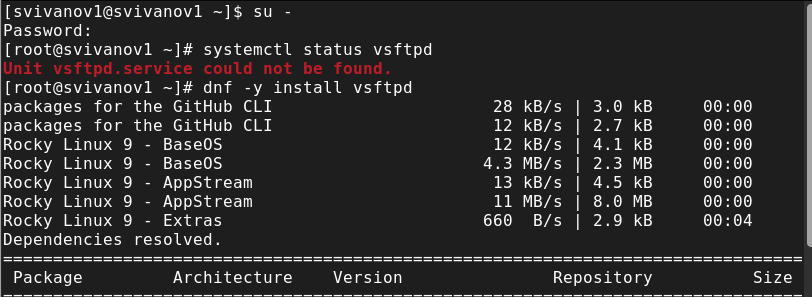 [svivanov1@svivanov1 ~]$ su -
Password:
[root@svivanov1 ~]# systemctl status vsftpd
Unit vsftpd.service could not be found.
[root@svivanov1 ~]# dnf -y install vsftpd
packages for the GitHub CLI                      28 kB/s | 3.0 kB     00:00
packages for the GitHub CLI                      12 kB/s | 2.7 kB     00:00
Rocky Linux 9 - BaseOS                           12 kB/s | 4.1 kB     00:00
Rocky Linux 9 - BaseOS                          4.3 MB/s | 2.3 MB     00:00
Rocky Linux 9 - AppStream                        13 kB/s | 4.5 kB     00:00
Rocky Linux 9 - AppStream                        11 MB/s | 8.0 MB     00:00
Rocky Linux 9 - Extras                          660  B/s | 2.9 kB     00:04
Dependencies resolved.
================================================================================
 Package         Architecture    Version               Repository          Size
================================================================================